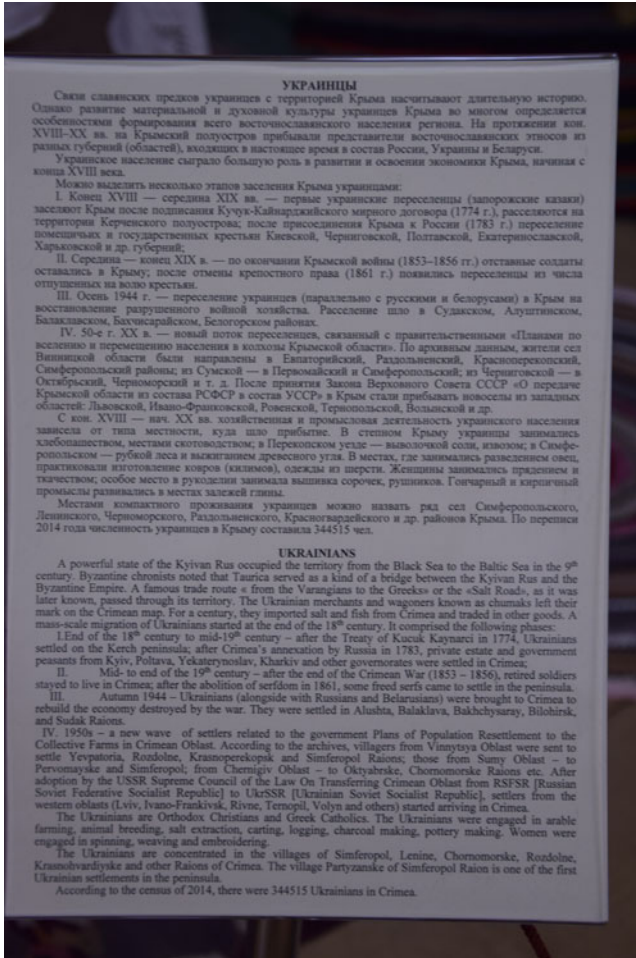 УКРАИНЦЫ
Связи славянских предков украинцев с территорией Крыма насчитывают длительную историю.
Однако развитие материальной и духовной культуры украинцев Крыма во многом определяется
особенностями формирования всего восточнославянского населения региона. На протяжении кон.
XVIII–XX вв. на Крымский полуостров прибывали представители восточнославянских этносов из
разных губерний (областей), входящих в настоящее время в состав России, Украины и Беларуси.
Украинское население сыграло большую роль в развитии и освоении экономики Крыма, начиная с
конца XVIII века.
Можно выделить несколько этапов заселения Крыма украинцами:
I. Конец XVIII — середина XIX вв. — первые украинские переселенцы (запорожские казаки)
заселяют Крым после подписания Кучук-Кайнарджийского мирного договора (1774 г.), расселяются на
территории Керченского полуострова; после присоединения Крыма к России (1783 г.) переселение
помещичьих и государственных крестьян Киевской, Черниговской, Полтавской, Екатеринославской,
Харьковской и др. губерний;
II. Середина — конец XIX в. — по окончании Крымской войны (1853–1856 гг.) отставные солдаты
оставались в Крыму; после отмены крепостного права (1861 г.) появились переселенцы из числа
отпущенных на волю крестьян.
III. Осень 1944 г. — переселение украинцев (параллельно с русскими и белорусами) в Крым на
восстановление разрушенного войной хозяйства. Расселение шло в Судакском, Алуштинском,
Балаклавском, Бахчисарайском, Белогорском районах.
IV. 50-е г. XX в. — новый поток переселенцев, связанный с правительственными «Планами по
вселению и перемещению населения в колхозы Крымской области». По архивным данным, жители сел
Винницкой области были направлены в Евпаторийский, Раздольненский, Красноперекопский,
Симферопольский районы; из Сумской — в Первомайский и Симферопольский; из Черниговской — в
Октябрьский, Черноморский и т. д. После принятия Закона Верховного Совета СССР «О передаче
Крымской области из состава РСФСР в состав УССР» в Крым стали прибывать новоселы из западных
областей: Львовской, Ивано-Франковской, Ровенской, Тернопольской, Волынской и др.
С кон. XVIII — нач. XX вв. хозяйственная и промысловая деятельность украинского населения
зависела от типа местности, куда шло прибытие. В степном Крыму украинцы занимались
хлебопашеством, местами скотоводством; в Перекопском уезде — выволочкой соли, извозом; в Симфе-
ропольском — рубкой леса и выжиганием древесного угля. В местах, где занимались разведением овец,
практиковали изготовление ковров (килимов), одежды из шерсти. Женщины занимались прядением и
ткачеством; особое место в рукоделии занимала вышивка сорочек, рушников. Гончарный и кирпичный
промыслы развивались в местах залежей глины.
Местами компактного проживания украинцев можно назвать ряд сел Симферопольского,
Ленинского, Черноморского, Раздольненского, Красногвардейского и др. районов Крыма. По переписи
2014 года численность украинцев в Крыму составила 344515 чел.
UKRAINIANS
A powerful state of the Kyivan Rus occupied the territory from the Black Sea to the Baltic Sea in the 9th
century. Byzantine chronists noted that Taurica served as a kind of a bridge between the Kyivan Rus and the
Byzantine Empire. A famous trade route « from the Varangians to the Greeks» or the «Salt Road», as it was
later known, passed through its territory. The Ukrainian merchants and wagoners known as chumaks left their
mark on the Crimean map. For a century, they imported salt and fish from Crimea and traded in other goods. A
mass-scale migration of Ukrainians started at the end of the 18th century. It comprised the following phases:
I.End of the 18th century to mid-19th century – after the Treaty of Kucuk Kaynarci in 1774, Ukrainians
settled on the Kerch peninsula; after Crimea's annexation by Russia in 1783, private estate and government
peasants from Kyiv, Poltava, Yekaterynoslav, Kharkiv and other governorates were settled in Crimea;
II. Mid- to end of the 19th century – after the end of the Crimean War (1853 – 1856), retired soldiers
stayed to live in Crimea; after the abolition of serfdom in 1861, some freed serfs came to settle in the peninsula.
III. Autumn 1944 – Ukrainians (alongside with Russians and Belarusians) were brought to Crimea to
rebuild the economy destroyed by the war. They were settled in Alushta, Balaklava, Bakhchysaray, Bilohirsk,
and Sudak Raions.
IV. 1950s – a new wave of settlers related to the government Plans of Population Resettlement to the
Collective Farms in Crimean Oblast. According to the archives, villagers from Vinnytsya Oblast were sent to
settle Yevpatoria, Rozdolne, Krasnoperekopsk and Simferopol Raions; those from Sumy Oblast – to
Pervomayske and Simferopol; from Chernigiv Oblast – to Oktyabrske, Chornomorske Raions etc. After
adoption by the USSR Supreme Council of the Law On Transferring Crimean Oblast from RSFSR [Russian
Soviet Federative Socialist Republic] to UkrSSR [Ukrainian Soviet Socialist Republic], settlers from the
western oblasts (Lviv, Ivano-Frankivsk, Rivne, Ternopil, Volyn and others) started arriving in Crimea.
The Ukrainians are Orthodox Christians and Greek Catholics. The Ukrainians were engaged in arable
farming, animal breeding, salt extraction, carting, logging, charcoal making, pottery making. Women were
engaged in spinning, weaving and embroidering.
The Ukrainians are concentrated in the villages of Simferopol, Lenine, Chornomorske, Rozdolne,
Krasnohvardiyske and other Raions of Crimea. The village Partyzanske of Simferopol Raion is one of the first
Ukrainian settlements in the peninsula.
According to the census of 2014, there were 344515 Ukrainians in Crimea.